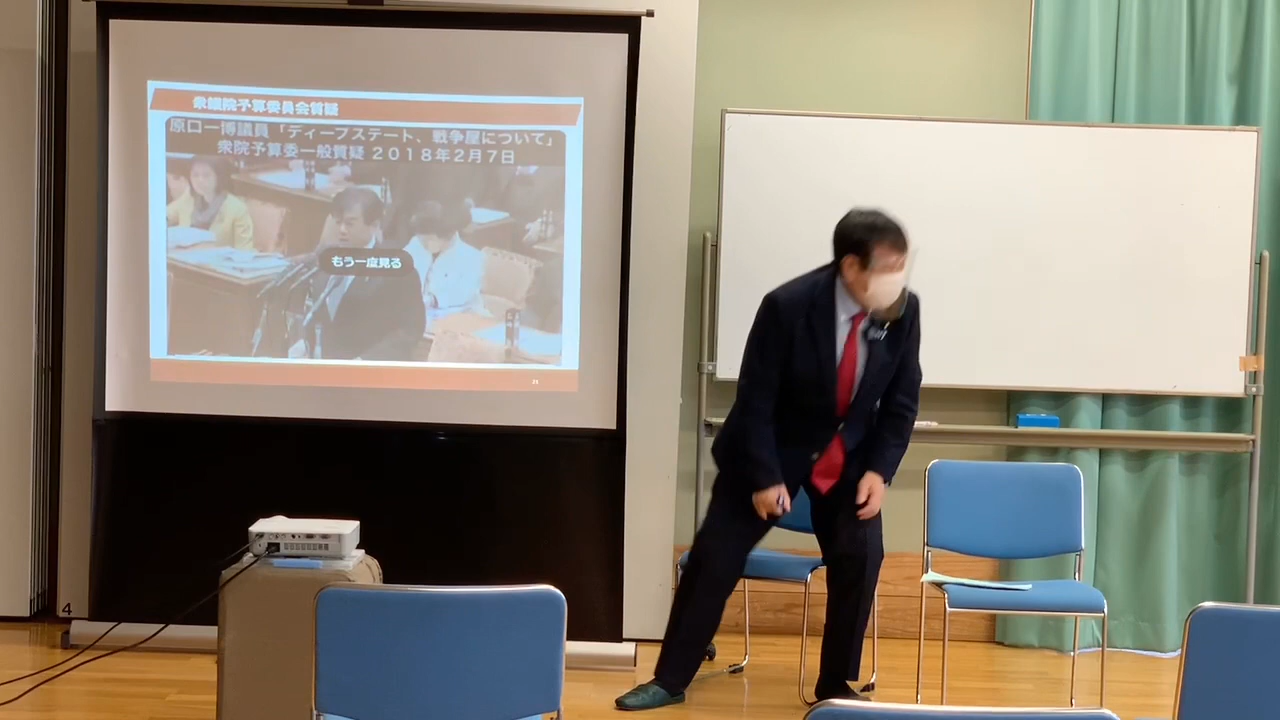 衆議院予算委員会質疑
原口一博議員「ディープステート、戦争屋について」
衆院予算委一般質疑 2018年2月7日
もう一度見る
4